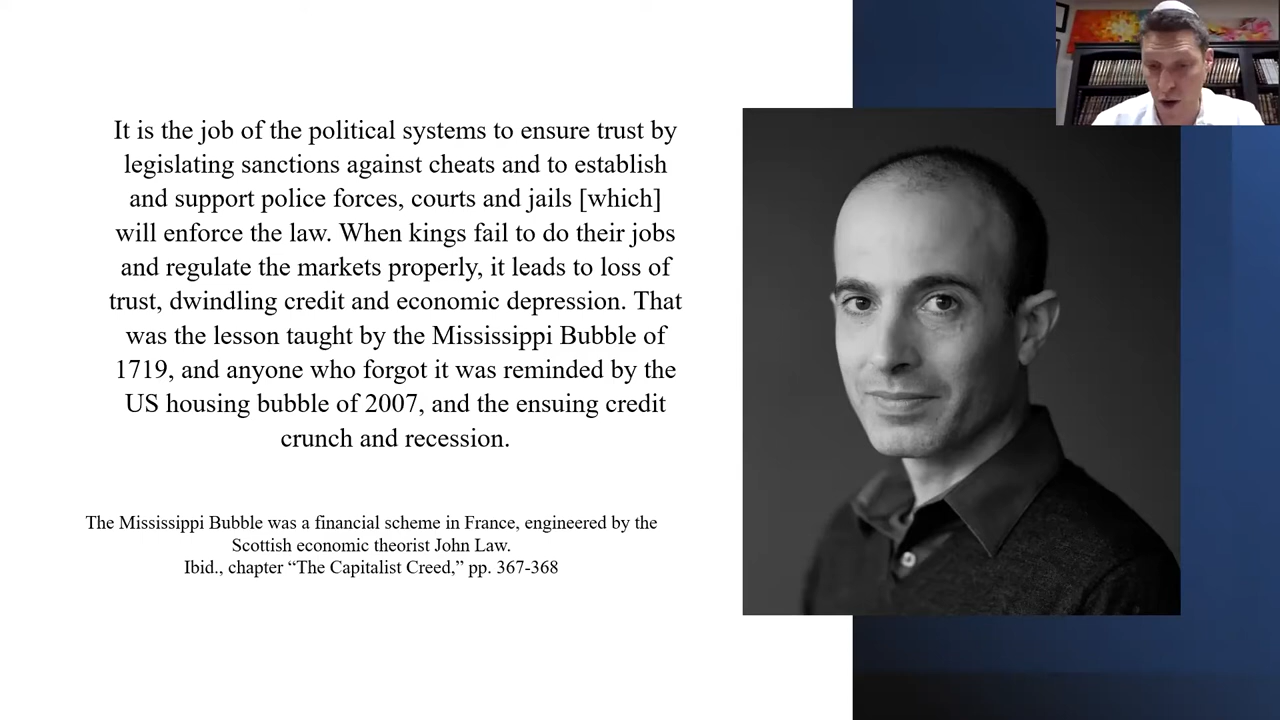 It is the job of the political systems to ensure trust by
legislating sanctions against cheats and to establish
and support police forces, courts and jails [which]
will enforce the law. When kings fail to do their jobs
and regulate the markets properly, it leads to loss of
trust, dwindling credit and economic depression. That
was the lesson taught by the Mississippi Bubble of
1719, and anyone who forgot it was reminded by the
US housing bubble of 2007, and the ensuing credit
crunch and recession.
The Mississippi Bubble was a financial scheme in France, engineered by the
Scottish economic theorist John Law.
Ibid., chapter “The Capitalist Creed,” pp. 367-368